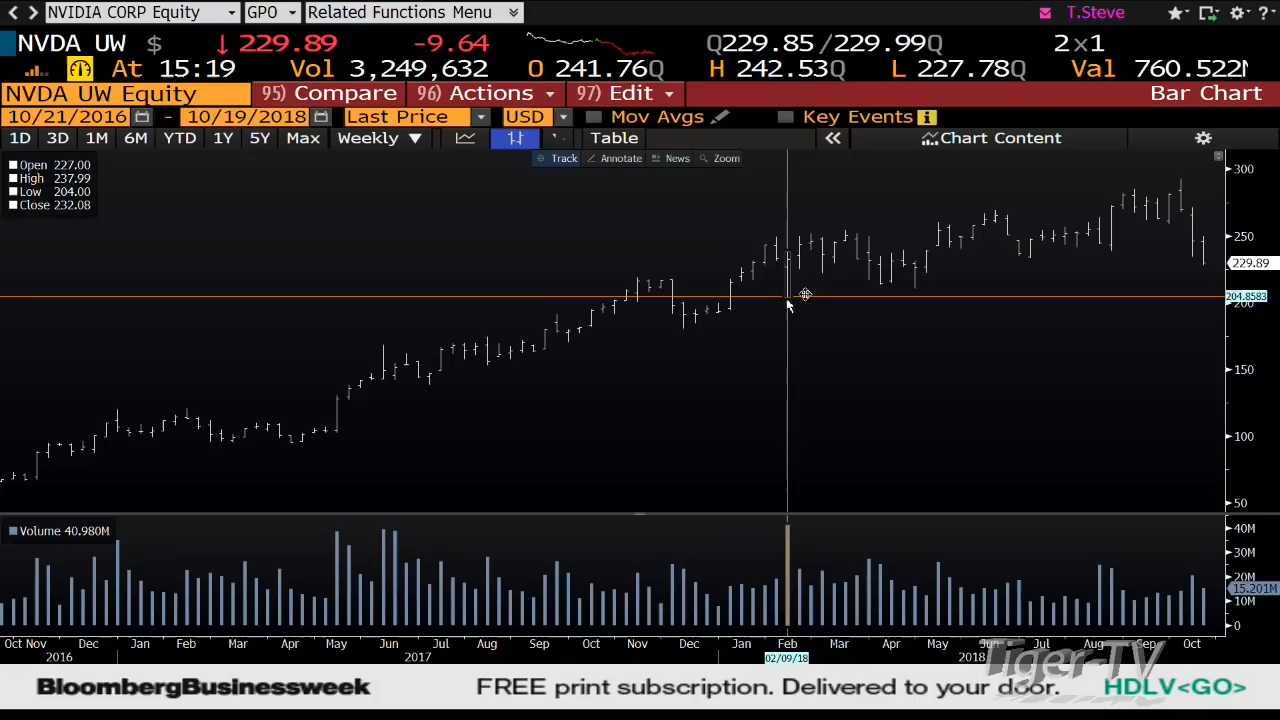 NVIDIA CORP Equity GPO Related Functions Menu T.Steve
NVDA UW $ ↓ 229.89 -9.64 Q229.85/229.99Q 2×1
At 15:19 Vol 3,249,632 O 241.76Q H 242.53Q L 227.78Q Val 760.522M
NVDA UW Equity 95) Compare 96) Actions 97) Edit Bar Chart
10/21/2016 - 10/19/2018 Last Price USD Mov Avgs Key Events
1D 3D 1M 6M YTD 1Y 5Y Max Weekly ▼ Table « Chart Content
Track Annotate News Zoom
Open 227.00
High 237.99
Low 204.00
Close 232.08
300
250
229.89
204.8583
200
150
100
50
Volume 40.980M
40M
30M
20M
15.201M
10M
0
Oct Nov Dec Jan Feb Mar Apr May Jun Jul Aug Sep Oct Nov Dec Jan Feb Mar Apr May Jun Jul Aug Sep Oct
2016 2017 02/09/18 2018
Tiger-TV
BloombergBusinessweek FREE print subscription. Delivered to your door. HDLV<GO>